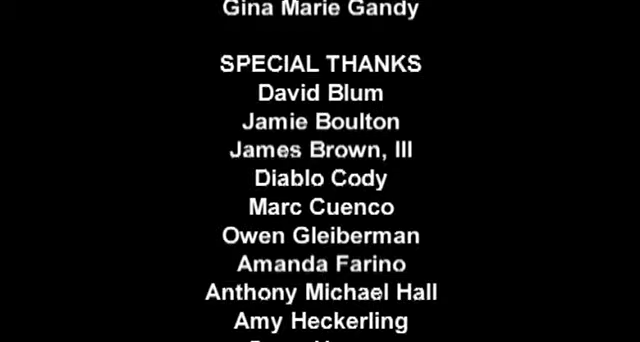 Gina Marie Gandy
SPECIAL THANKS
David Blum
Jamie Boulton
James Brown, III
Diablo Cody
Marc Cuenco
Owen Gleiberman
Amanda Farino
Anthony Michael Hall
Amy Heckerling